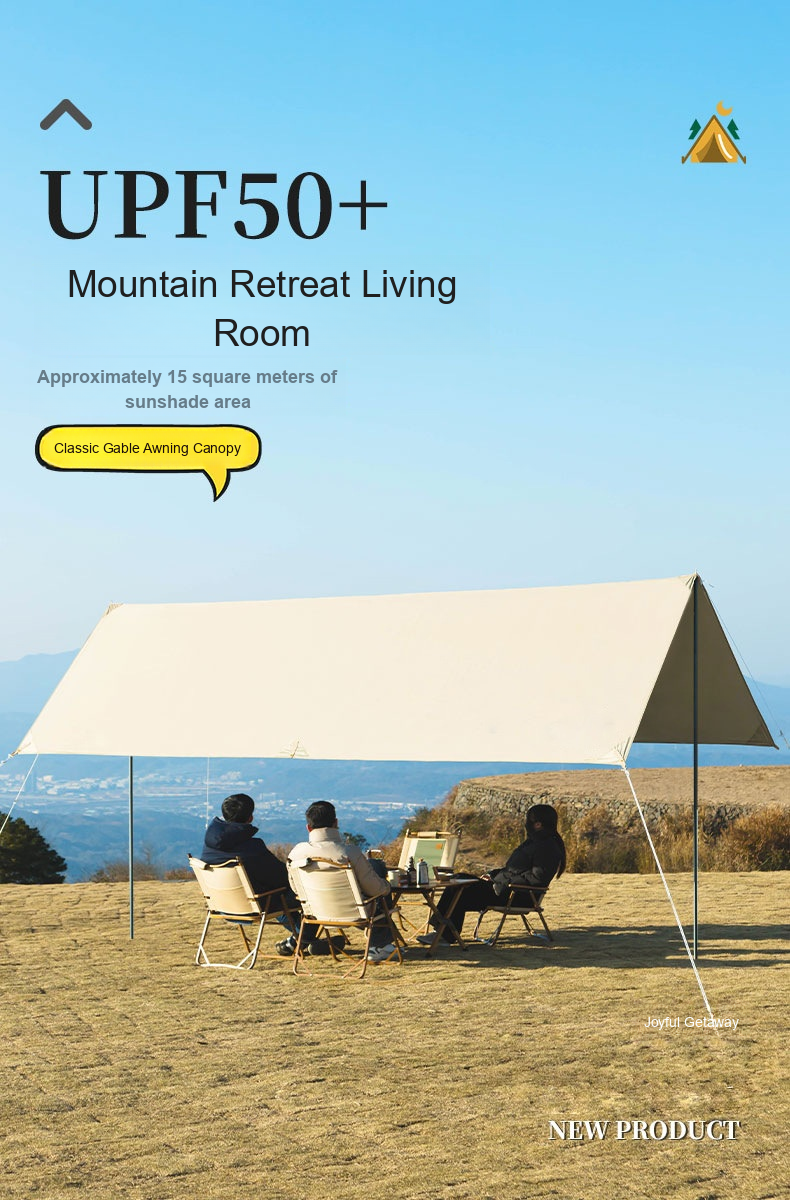 UPF50+
Mountain Retreat Living
Room
Approximately 15 square meters of
sunshade area
Classic Gable Awning Canopy
Joyful Getaway
NEW PRODUCT